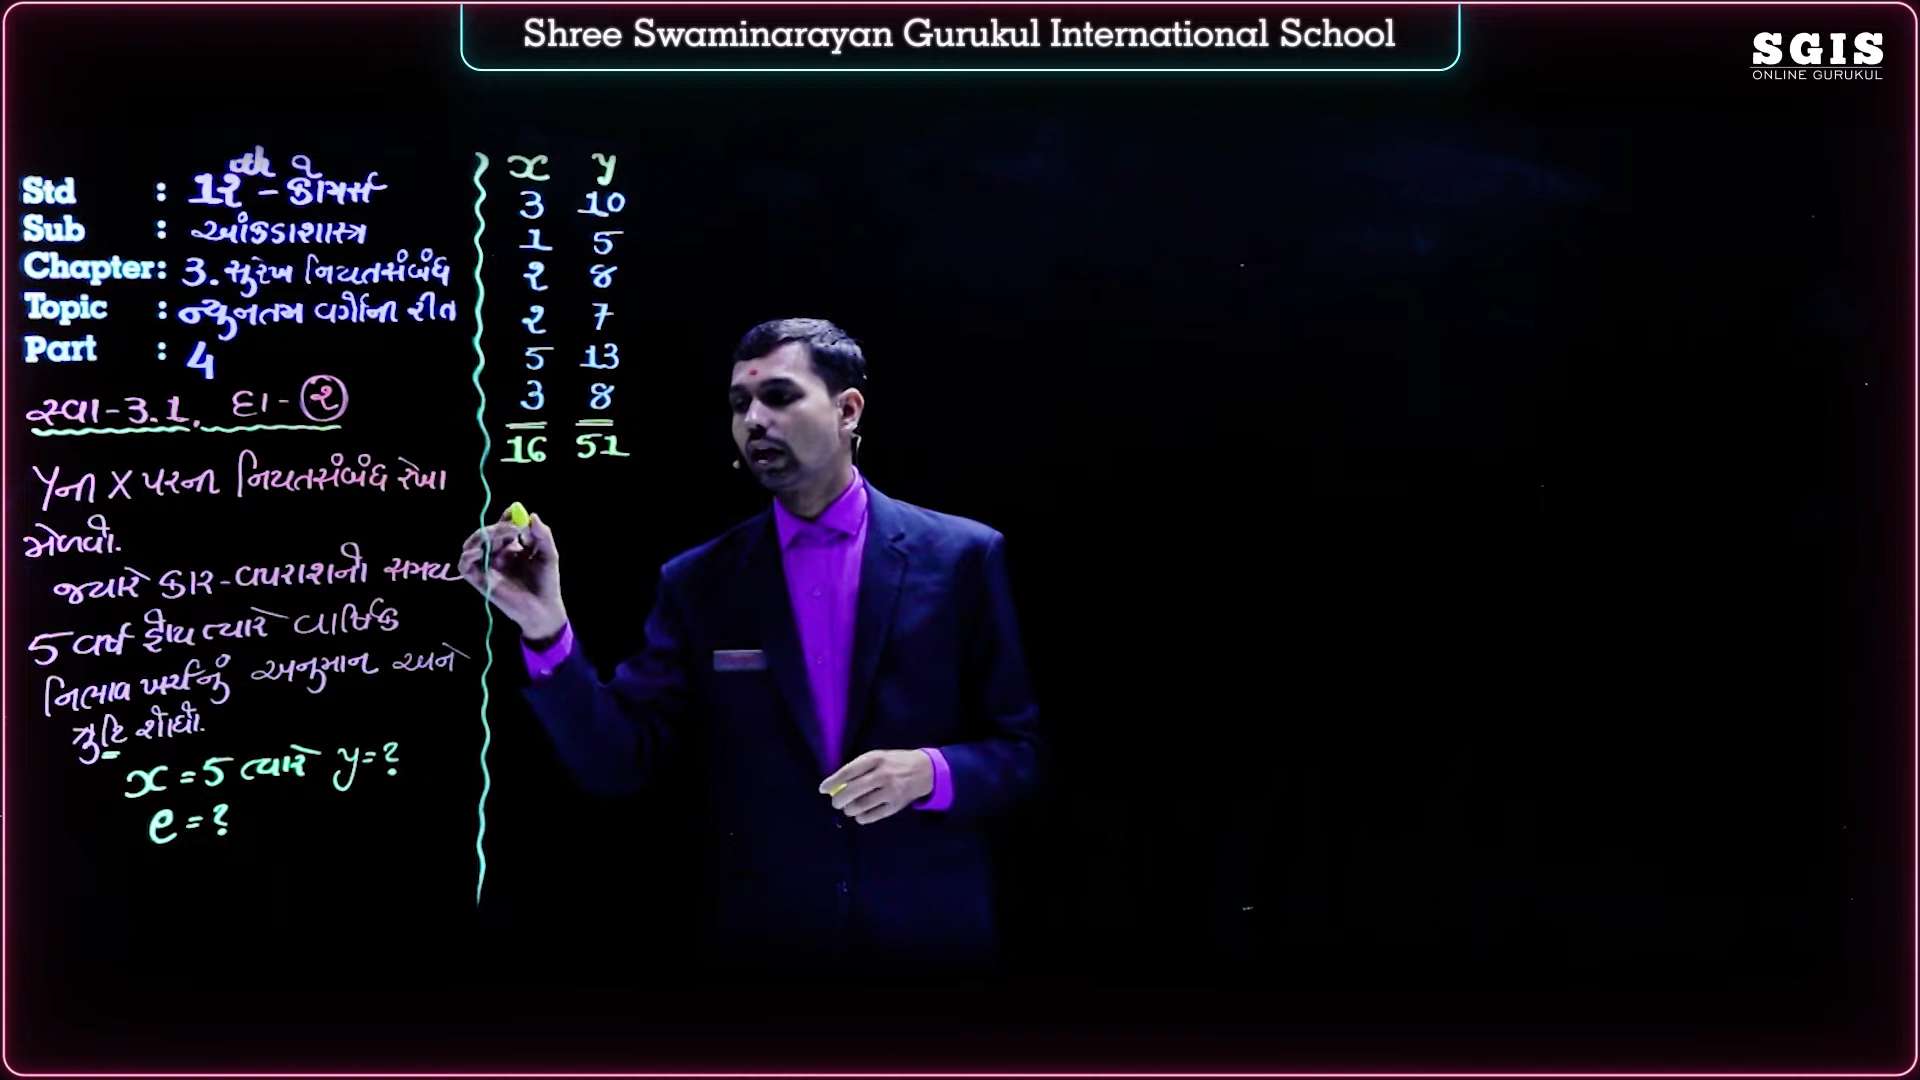 Shree Swaminarayan Gurukul International School
SGIS
ONLINE GURUKUL
Std : 12th - કોમર્સ
Sub : આંકડાશાસ્ત્ર
Chapter: 3. સુરેખ નિયતસંબંધ
Topic : ન્યુનતમ વર્ગોની રીત
Part : 4
સ્વા-3.1. દા-૨
Yની X પરની નિયતસંબંધ રેખા
મેળવો.
જ્યારે કાર-વપરાશનો સમય
5 વર્ષ હોય ત્યારે વાર્ષિક
નિભાવ ખર્ચનું અનુમાન અને
ત્રુટિ શોધો.
x = 5 ત્યારે y = ?
e = ?
x y
3 10
1 5
2 8
2 7
5 13
3 8
16 51